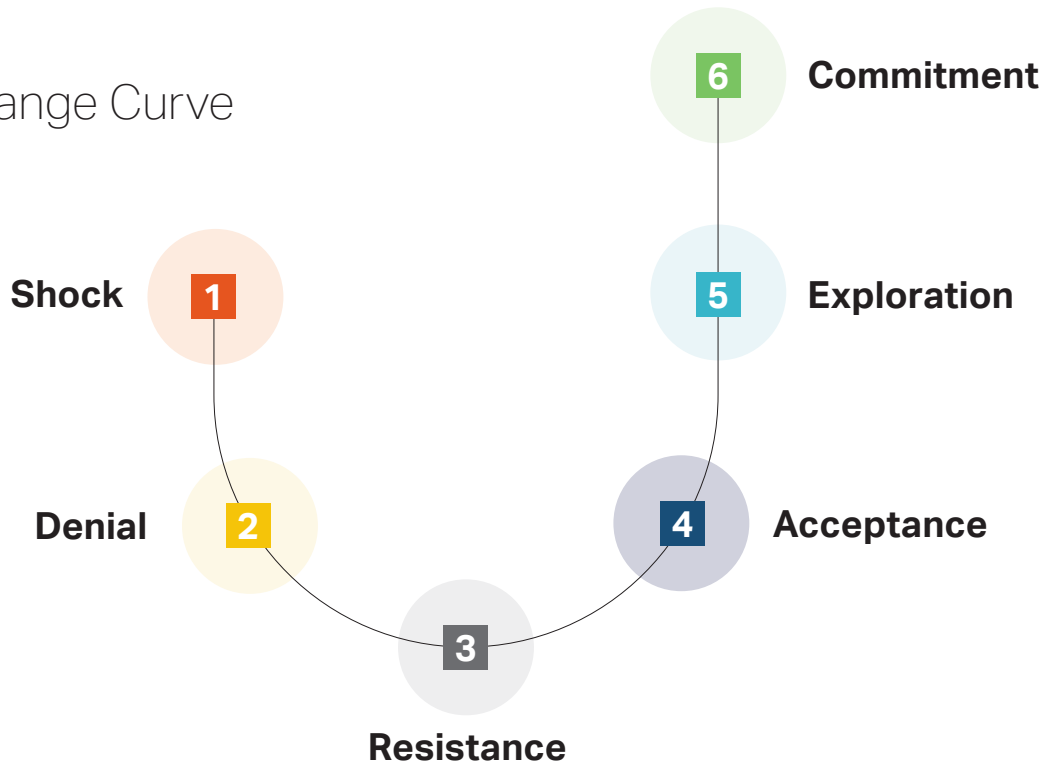 ange Curve
6 Commitment
Shock 1
5 Exploration
Denial 2
4 Acceptance
3
Resistance